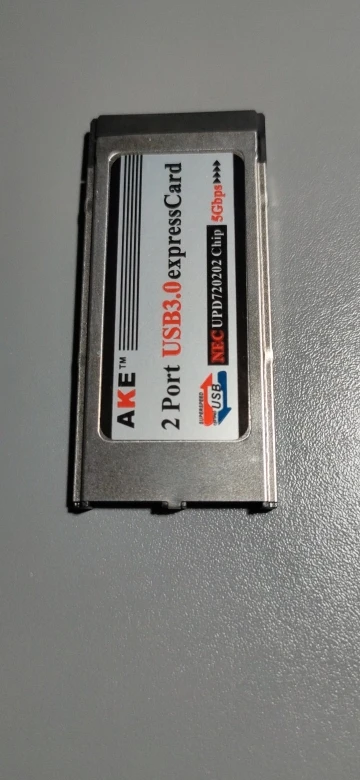 AKE™
2 Port USB3.0 expressCard
SUPERSPEED
USB
NEC UPD720202 Chip 5Gbps